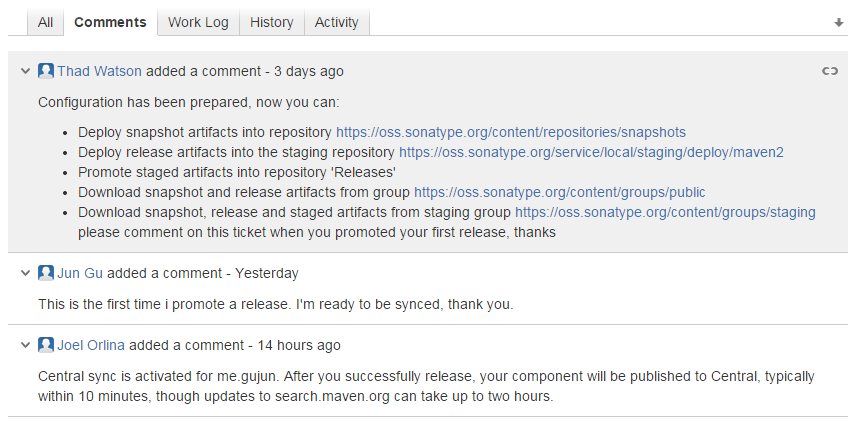 All Comments Work Log History Activity
Thad Watson added a comment - 3 days ago
Configuration has been prepared, now you can:
• Deploy snapshot artifacts into repository https://oss.sonatype.org/content/repositories/snapshots
• Deploy release artifacts into the staging repository https://oss.sonatype.org/service/local/staging/deploy/maven2
• Promote staged artifacts into repository 'Releases'
• Download snapshot and release artifacts from group https://oss.sonatype.org/content/groups/public
• Download snapshot, release and staged artifacts from staging group https://oss.sonatype.org/content/groups/staging
please comment on this ticket when you promoted your first release, thanks
Jun Gu added a comment - Yesterday
This is the first time i promote a release. I'm ready to be synced, thank you.
Joel Orlina added a comment - 14 hours ago
Central sync is activated for me.gujun. After you successfully release, your component will be published to Central, typically
within 10 minutes, though updates to search.maven.org can take up to two hours.